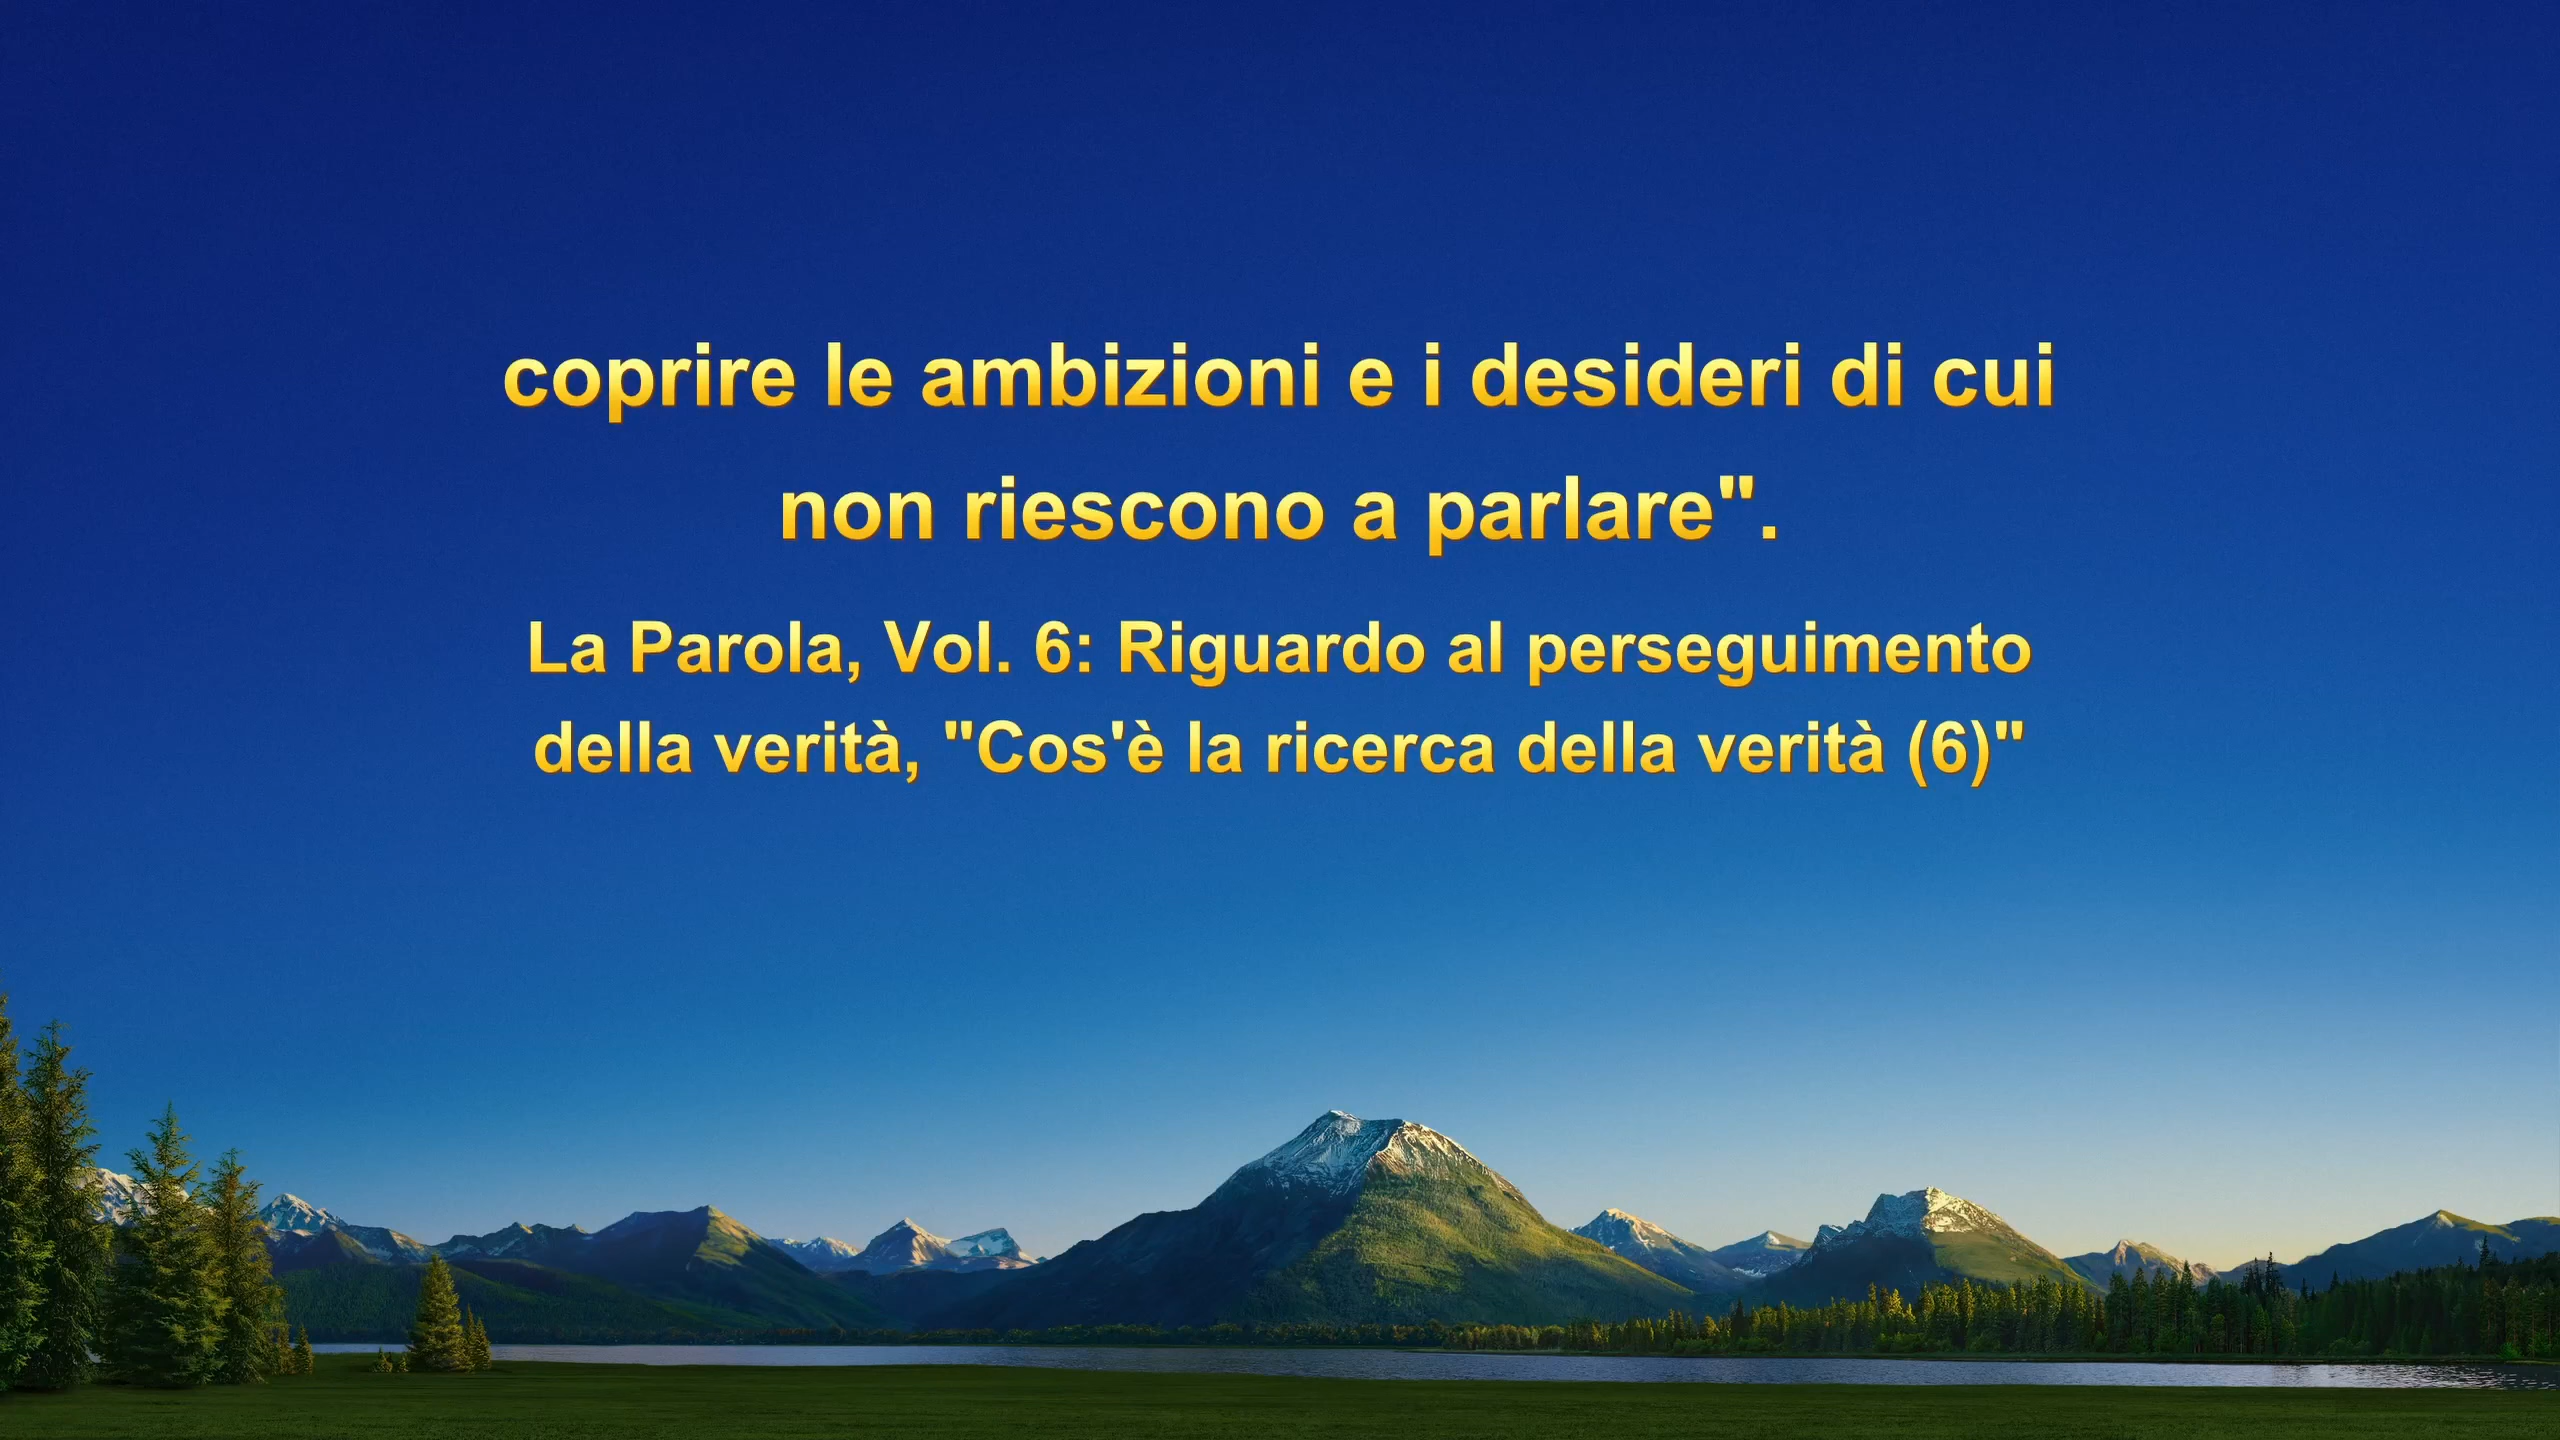 coprire le ambizioni e i desideri di cui
non riescono a parlare".
La Parola, Vol. 6: Riguardo al perseguimento
della verità, "Cos'è la ricerca della verità (6)"